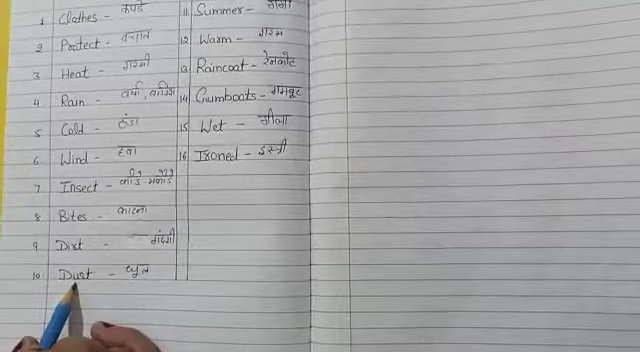 1 Clothes - कपडे
2 Protect - बचाव
3 Heat - गरमी
4 Rain - वर्षा, बारिश
5 Cold - ठंडा
6 Wind - हवा
7 Insect - कीडे मकोडे
8 Bites - काटना
9 Dirt - गंदगी
10 Dust - धूल
11 Summer - गर्मी
12 Warm - गरम
13 Raincoat - रेनकोट
14 Gumboats - गमबूट
15 Wet - गीला
16 Ironed - इस्त्री